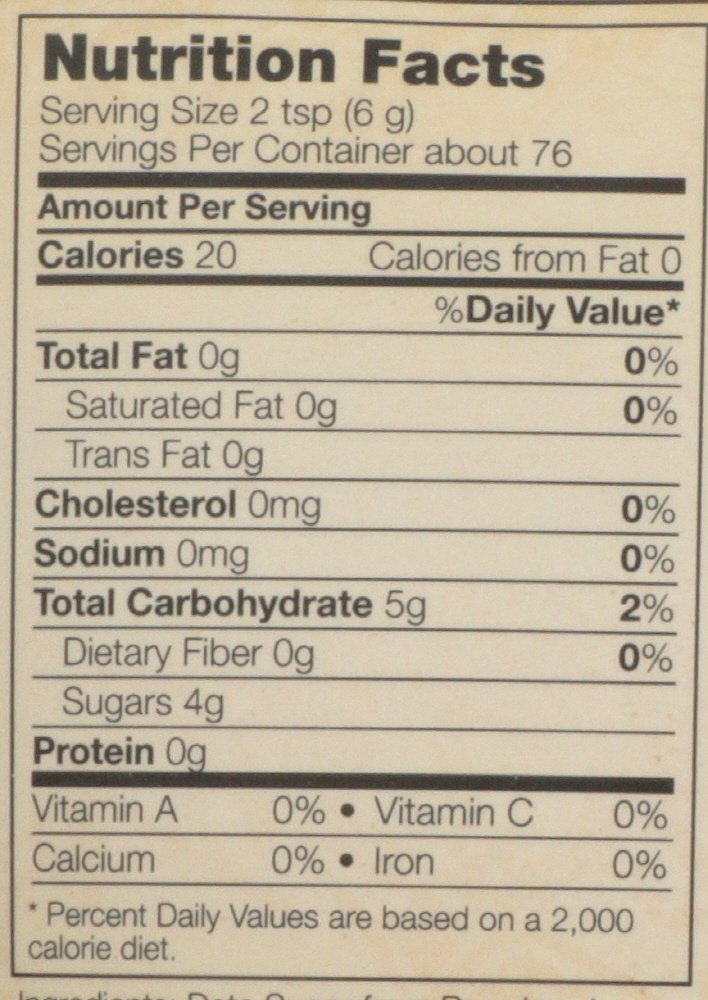 Nutrition Facts
Serving Size 2 tsp (6 g)
Servings Per Container about 76
Amount Per Serving
Calories 20 Calories from Fat 0
%Daily Value*
Total Fat 0g 0%
Saturated Fat 0g 0%
Trans Fat 0g
Cholesterol 0mg 0%
Sodium 0mg 0%
Total Carbohydrate 5g 2%
Dietary Fiber 0g 0%
Sugars 4g
Protein 0g
Vitamin A 0% • Vitamin C 0%
Calcium 0% • Iron 0%
* Percent Daily Values are based on a 2,000
calorie diet.